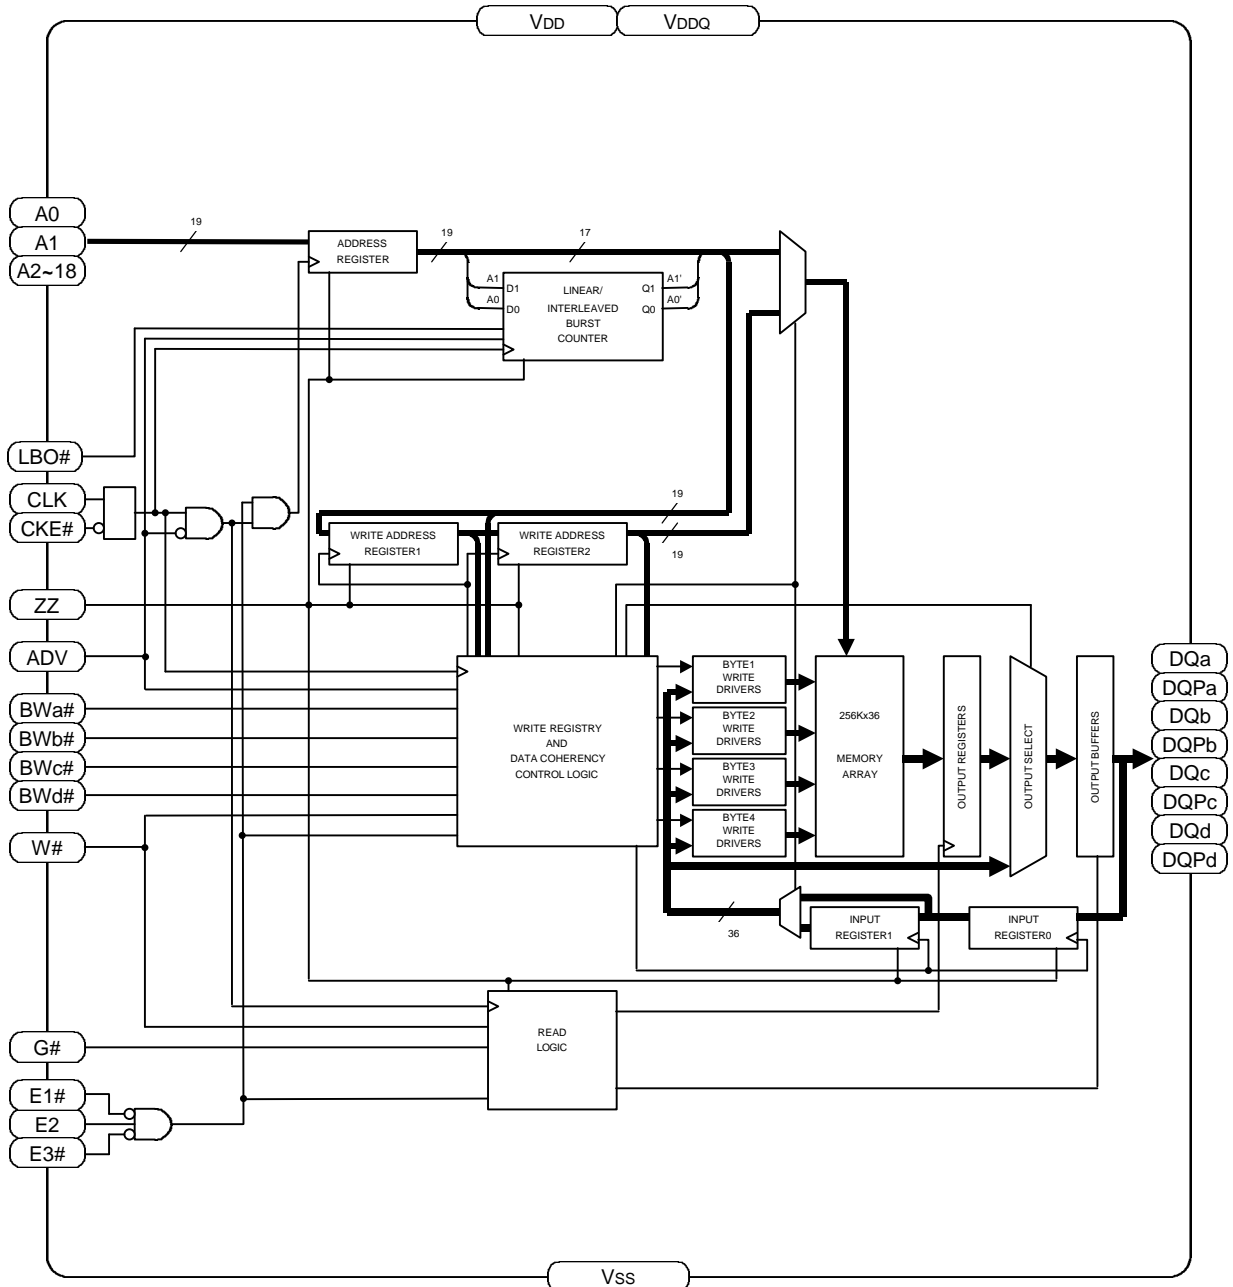 VDD
VDDQ
A0
A1
A2~18
19
ADDRESS
REGISTER
19
17
A1
A0
D1
D0
LINEAR/
INTERLEAVED
BURST
COUNTER
Q1
Q0
A1'
A0'
LBO#
CLK
CKE#
19
WRITE ADDRESS
REGISTER1
WRITE ADDRESS
REGISTER2
19
ZZ
ADV
BWa#
BWb#
BWc#
BWd#
W#
WRITE REGISTRY
AND
DATA COHERENCY
CONTROL LOGIC
BYTE1
WRITE
DRIVERS
BYTE2
WRITE
DRIVERS
BYTE3
WRITE
DRIVERS
BYTE4
WRITE
DRIVERS
256Kx36
MEMORY
ARRAY
OUTPUT REGISTERS
OUTPUT SELECT
OUTPUT BUFFERS
DQa
DQPa
DQb
DQPb
DQc
DQPc
DQd
DQPd
36
INPUT
REGISTER1
INPUT
REGISTER0
READ
LOGIC
G#
E1#
E2
E3#
VSS